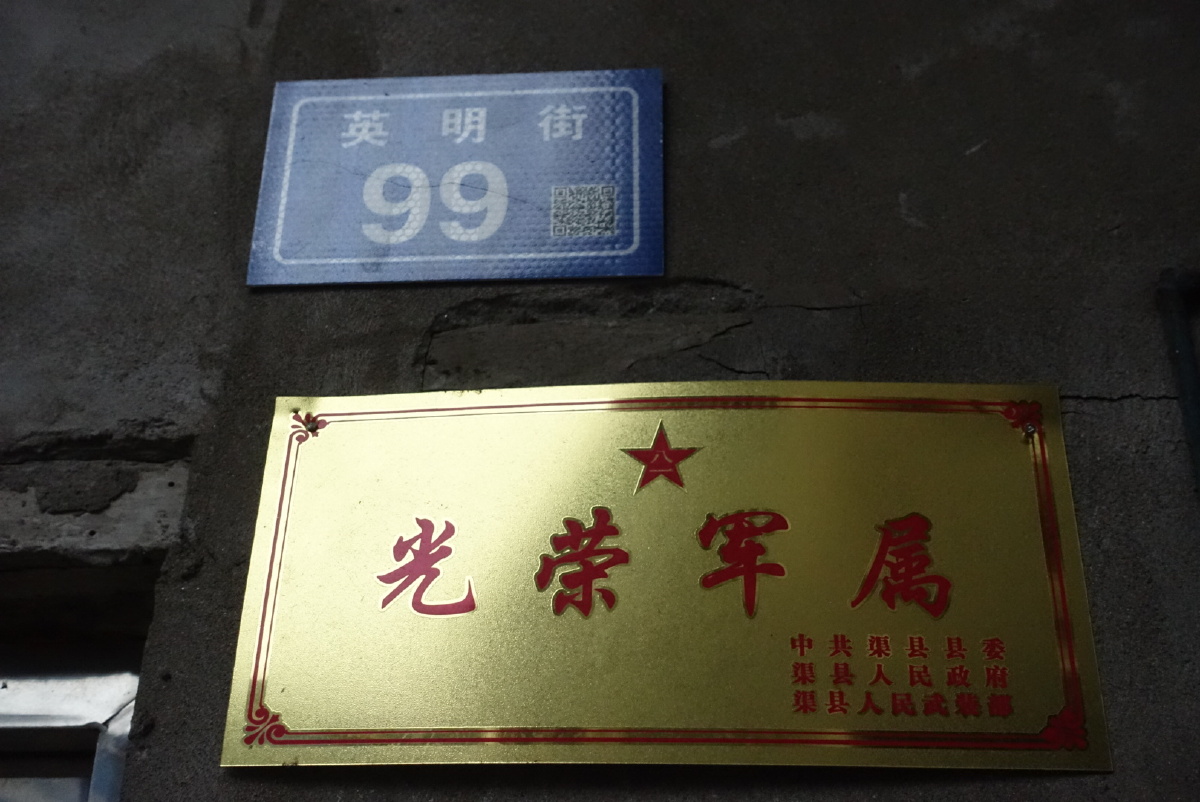 英明街
99
八一
光荣军属
中共渠县县委
渠县人民政府
渠县人民武装部